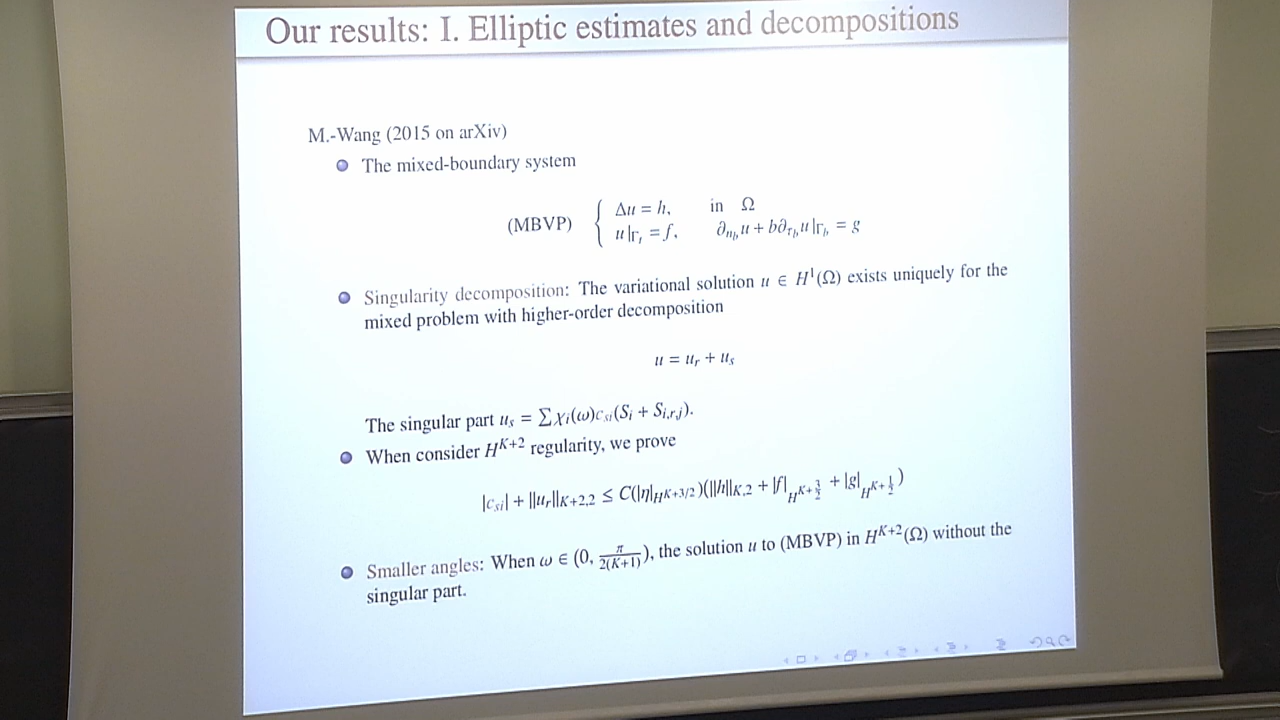 Our results: I. Elliptic estimates and decompositions
M.-Wang (2015 on arXiv)
The mixed-boundary system
(MBVP) { Δu = h, in Ω
u|Γₜ = f, ∂_{n_b}u + b∂_{τ_b}u|Γ_b = g
Singularity decomposition: The variational solution u ∈ H¹(Ω) exists uniquely for the
mixed problem with higher-order decomposition
u = u_r + u_s
The singular part u_s = ∑χ_i(ω)c_{si}(S_i + S_{i,r,j}).
When consider H^{K+2} regularity, we prove
|c_{si}| + ||u_r||_{K+2,2} ≤ C(|η|_{H^{K+3/2}})(||h||_{K,2} + |f|_{H^{K+3/2}} + |g|_{H^{K+1/2}})
Smaller angles: When ω ∈ (0, π/2(K+1)), the solution u to (MBVP) in H^{K+2}(Ω) without the
singular part.